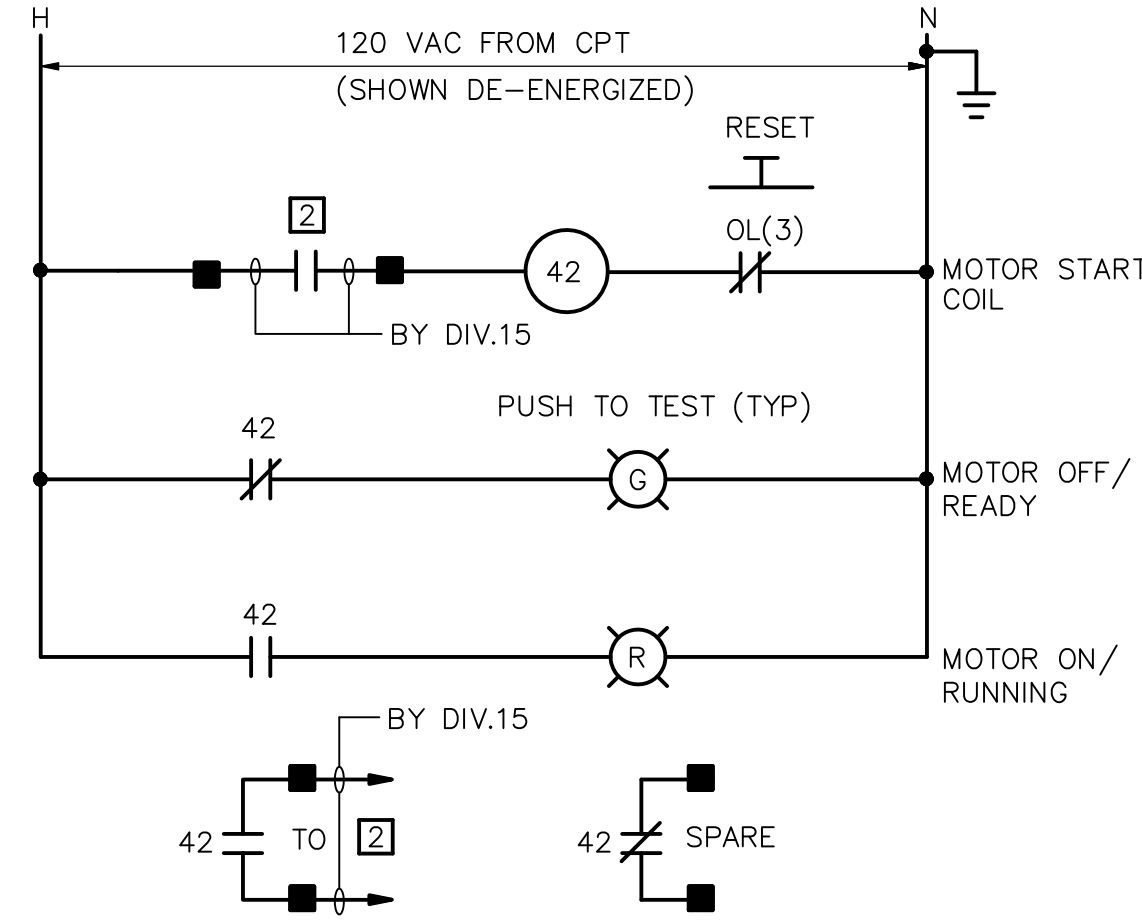 H
N
120 VAC FROM CPT
(SHOWN DE-ENERGIZED)
RESET
2
OL(3)
42
MOTOR START
COIL
BY DIV.15
PUSH TO TEST (TYP)
42
G
MOTOR OFF/
READY
42
R
MOTOR ON/
RUNNING
BY DIV.15
42
TO
2
42
SPARE